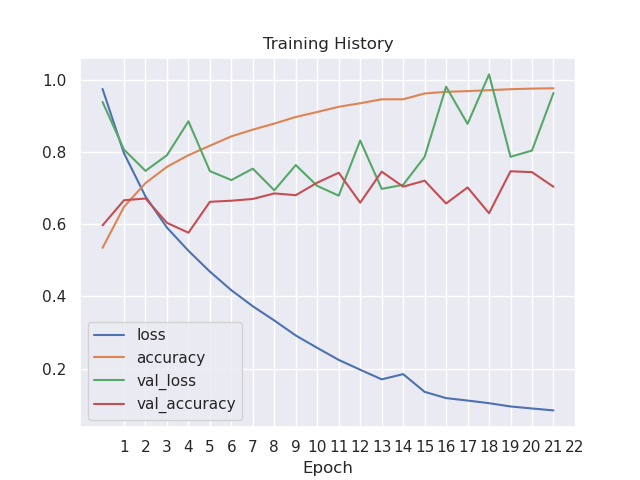 Training History
1.0
0.8
0.6
0.4
0.2
loss
accuracy
val_loss
val_accuracy
1 2 3 4 5 6 7 8 9 10 11 12 13 14 15 16 17 18 19 20 21 22
Epoch